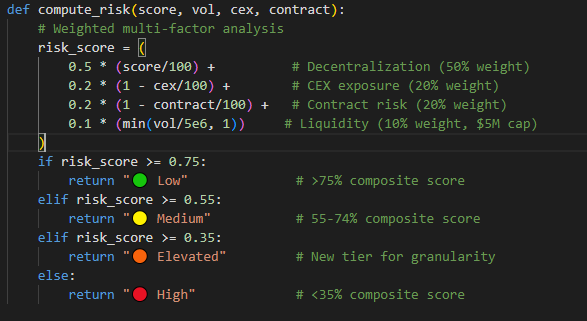 def compute_risk(score, vol, cex, contract):
    # Weighted multi-factor analysis
    risk_score = (
        0.5 * (score/100) +          # Decentralization (50% weight)
        0.2 * (1 - cex/100) +        # CEX exposure (20% weight)
        0.2 * (1 - contract/100) +   # Contract risk (20% weight)
        0.1 * (min(vol/5e6, 1))     # Liquidity (10% weight, $5M cap)
    )
    if risk_score >= 0.75:
        return "🟢 Low"              # >75% composite score
    elif risk_score >= 0.55:
        return "🟡 Medium"           # 55-74% composite score
    elif risk_score >= 0.35:
        return "🟠 Elevated"         # New tier for granularity
    else:
        return "🔴 High"             # <35% composite score